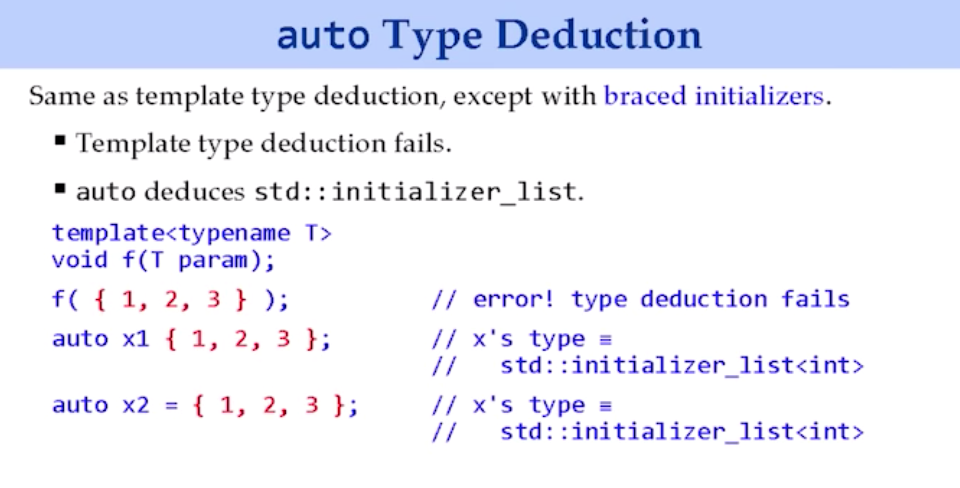 auto Type Deduction
Same as template type deduction, except with braced initializers.
▪ Template type deduction fails.
▪ auto deduces std::initializer_list.
template<typename T>
void f(T param);
f( { 1, 2, 3 } ); // error! type deduction fails
auto x1 { 1, 2, 3 }; // x's type ≡
// std::initializer_list<int>
auto x2 = { 1, 2, 3 }; // x's type ≡
// std::initializer_list<int>